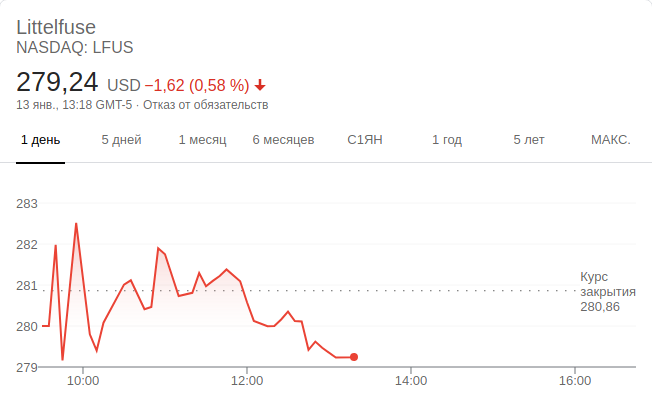 Littelfuse
NASDAQ: LFUS
279,24 USD −1,62 (0,58 %)
13 янв., 13:18 GMT-5 · Отказ от обязательств
1 день 5 дней 1 месяц 6 месяцев С1ЯН 1 год 5 лет МАКС.
283
282
281
280
279
Курс
закрытия
280,86
10:00 12:00 14:00 16:00